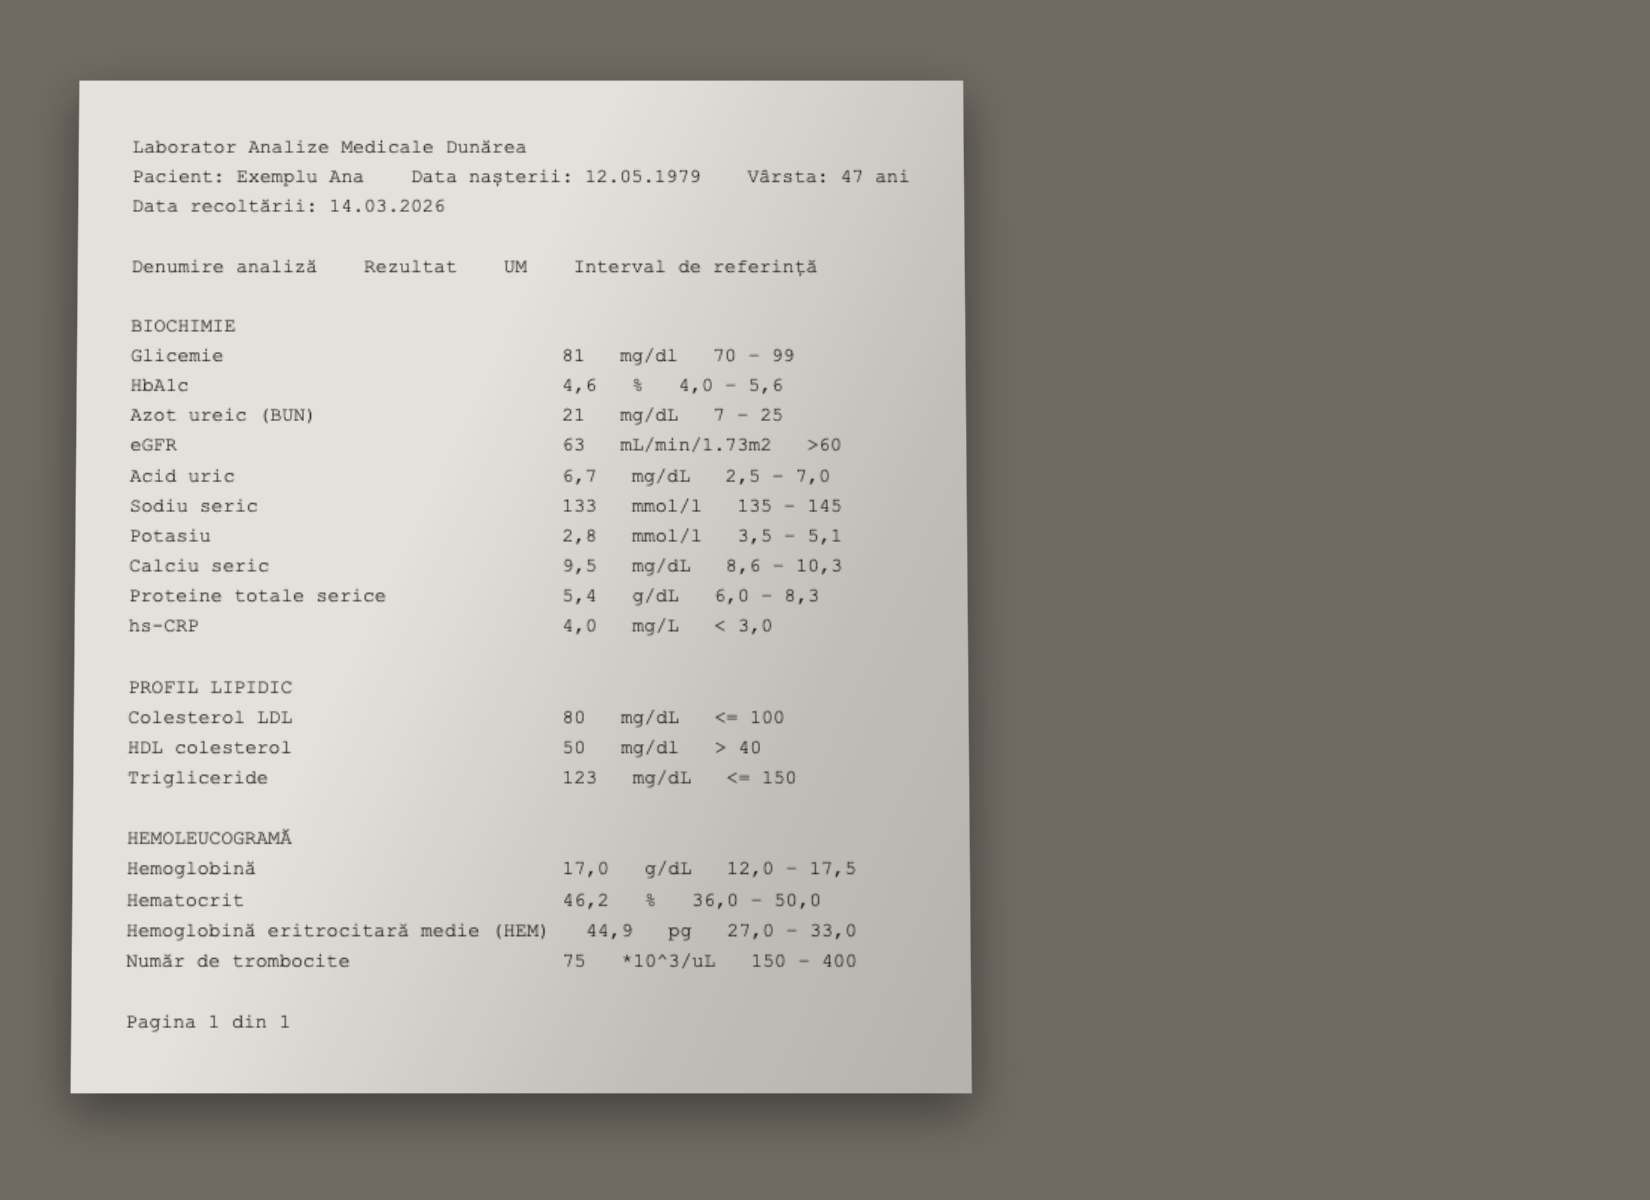 Laborator Analize Medicale Dunărea
Pacient: Exemplu Ana Data nașterii: 12.05.1979 Vârsta: 47 ani
Data recoltării: 14.03.2026
Denumire analiză Rezultat UM Interval de referință
BIOCHIMIE
Glicemie 81 mg/dl 70 - 99
HbA1c 4,6 % 4,0 - 5,6
Azot ureic (BUN) 21 mg/dL 7 - 25
eGFR 63 mL/min/1.73m2 >60
Acid uric 6,7 mg/dL 2,5 - 7,0
Sodiu seric 133 mmol/l 135 - 145
Potasiu 2,8 mmol/l 3,5 - 5,1
Calciu seric 9,5 mg/dL 8,6 - 10,3
Proteine totale serice 5,4 g/dL 6,0 - 8,3
hs-CRP 4,0 mg/L < 3,0
PROFIL LIPIDIC
Colesterol LDL 80 mg/dL <= 100
HDL colesterol 50 mg/dl > 40
Trigliceride 123 mg/dL <= 150
HEMOLEUCOGRAMĂ
Hemoglobină 17,0 g/dL 12,0 - 17,5
Hematocrit 46,2 % 36,0 - 50,0
Hemoglobină eritrocitară medie (HEM) 44,9 pg 27,0 - 33,0
Număr de trombocite 75 *10^3/uL 150 - 400
Pagina 1 din 1